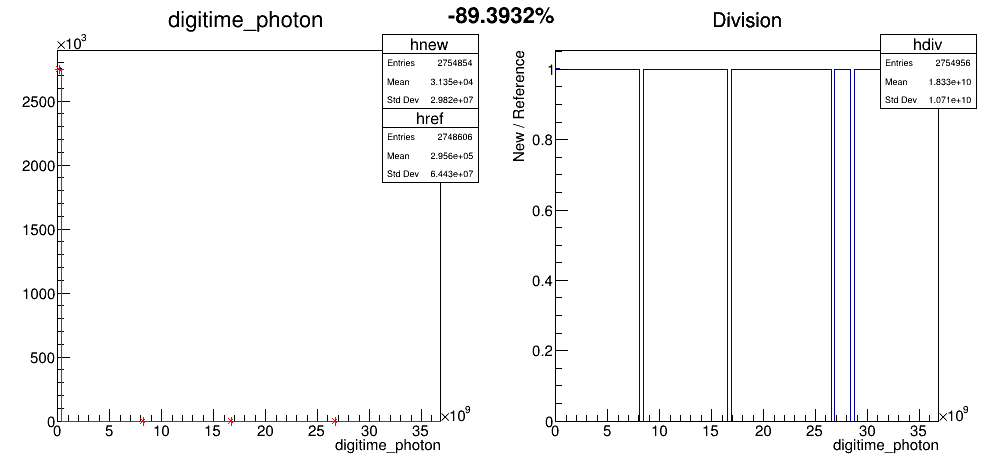 digitime_photon
-89.3932%
Division
×10³
hnew
Entries 2754854
Mean 3.135e+04
Std Dev 2.982e+07
href
Entries 2748606
Mean 2.956e+05
Std Dev 6.443e+07
2500
2000
1500
1000
500
0
0 5 10 15 20 25 30 35
×10⁹
digitime_photon
hdiv
Entries 2754956
Mean 1.833e+10
Std Dev 1.071e+10
New / Reference
1
0.8
0.6
0.4
0.2
0
0 5 10 15 20 25 30 35
×10⁹
digitime_photon